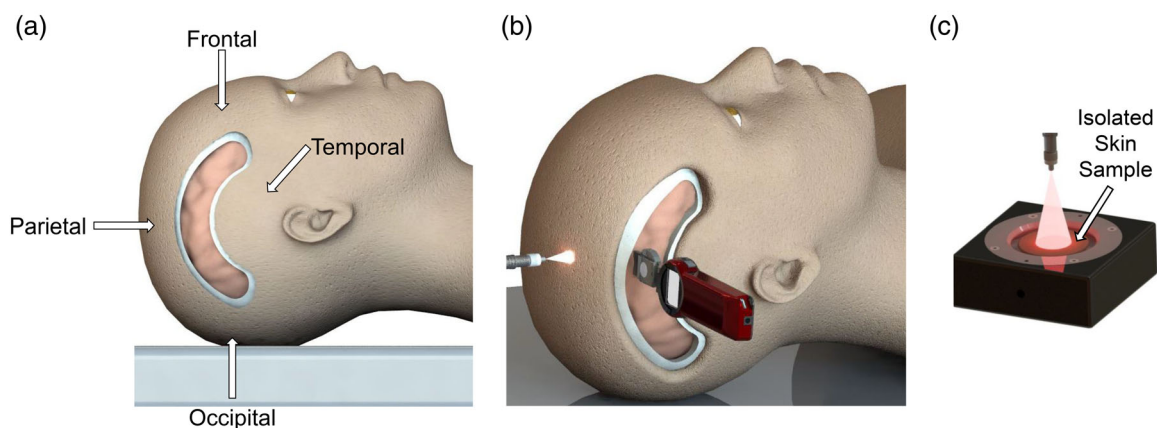 (a)
Frontal
Temporal
Parietal
Occipital
(b)
(c)
Isolated
Skin
Sample